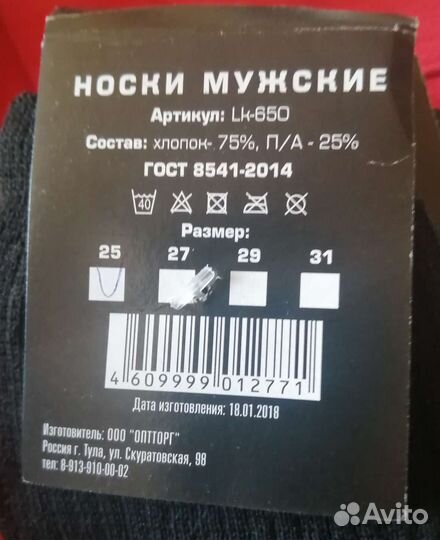 НОСКИ МУЖСКИЕ
Артикул: Lk-650
Состав: хлопок- 75%, П/А - 25%
ГОСТ 8541-2014
40
Размер:
25 27 29 31
4 609999 012771
Дата изготовления: 18.01.2018
Изготовитель: ООО "ОПТТОРГ"
Россия г. Тула, ул. Скуратовская, 98
тел: 8-913-910-00-02
Avito